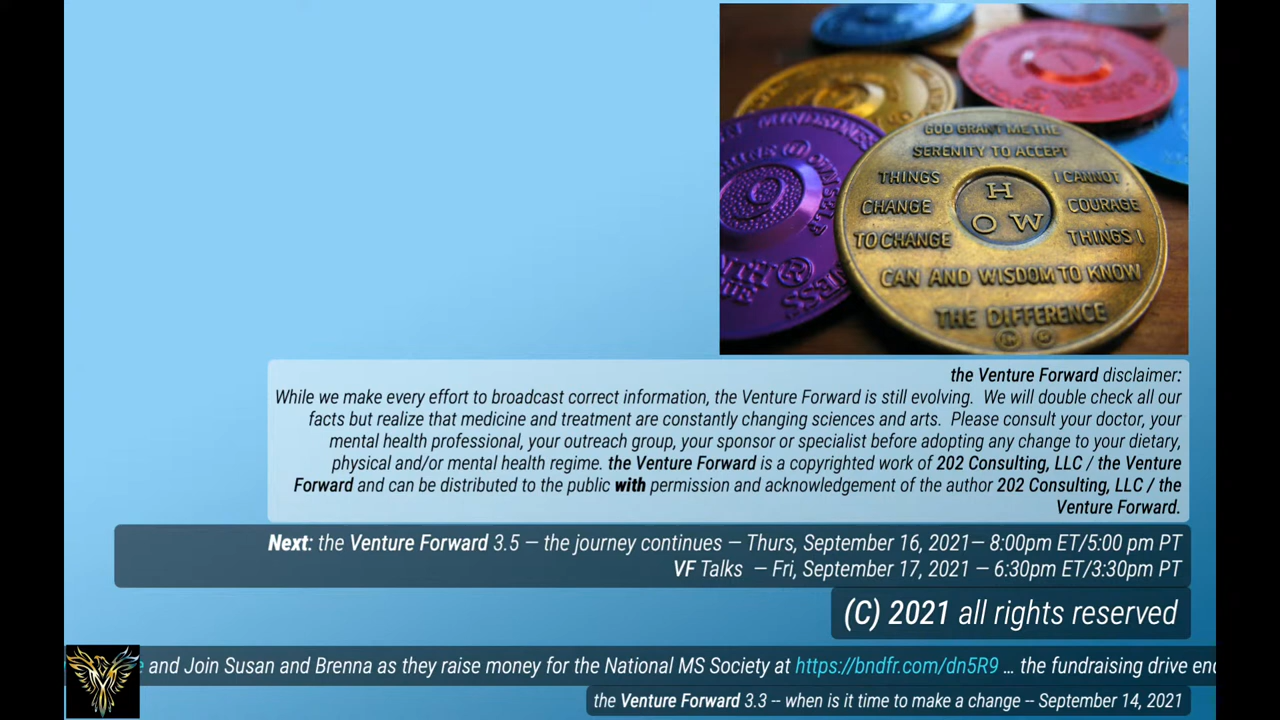 GOD GRANT ME THE
SERENITY TO ACCEPT
THINGS I CANNOT
CHANGE COURAGE
TO CHANGE THINGS I
CAN AND WISDOM TO KNOW
THE DIFFERENCE
H
O W
the Venture Forward disclaimer:
While we make every effort to broadcast correct information, the Venture Forward is still evolving. We will double check all our
facts but realize that medicine and treatment are constantly changing sciences and arts. Please consult your doctor, your
mental health professional, your outreach group, your sponsor or specialist before adopting any change to your dietary,
physical and/or mental health regime. the Venture Forward is a copyrighted work of 202 Consulting, LLC / the Venture
Forward and can be distributed to the public with permission and acknowledgement of the author 202 Consulting, LLC / the
Venture Forward.
Next: the Venture Forward 3.5 — the journey continues — Thurs, September 16, 2021— 8:00pm ET/5:00 pm PT
VF Talks — Fri, September 17, 2021 — 6:30pm ET/3:30pm PT
(C) 2021 all rights reserved
and Join Susan and Brenna as they raise money for the National MS Society at https://bndfr.com/dn5R9 ... the fundraising drive
the Venture Forward 3.3 -- when is it time to make a change -- September 14, 2021